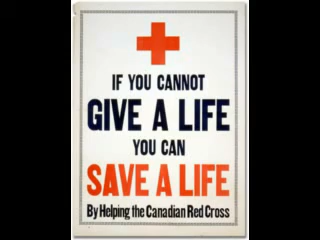 IF YOU CANNOT
GIVE A LIFE
YOU CAN
SAVE A LIFE
By Helping the Canadian Red Cross